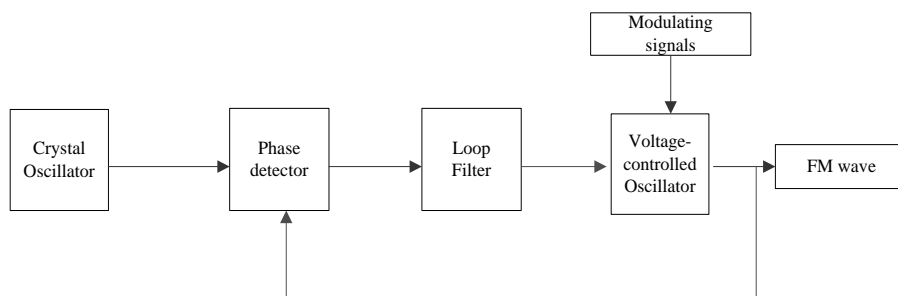 Modulating
signals
Crystal
Oscillator
Phase
detector
Loop
Filter
Voltage-
controlled
Oscillator
FM wave